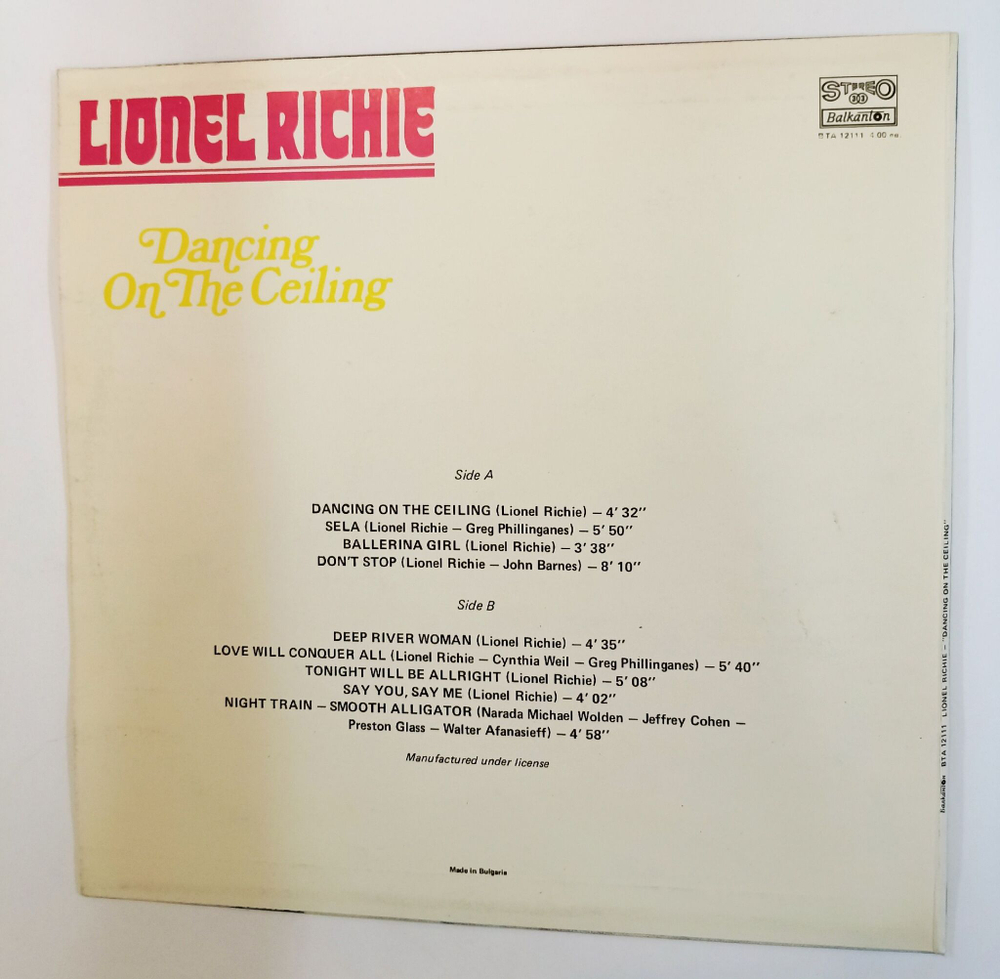 LIONEL RICHIE
Dancing
On The Ceiling
STEREO
33
Balkanton
BTA 12111
Side A
DANCING ON THE CEILING (Lionel Richie) — 4’ 32’’
SELA (Lionel Richie — Greg Phillinganes) — 5’ 50’’
BALLERINA GIRL (Lionel Richie) — 3’ 38’’
DON’T STOP (Lionel Richie — John Barnes) — 8’ 10’’
Side B
DEEP RIVER WOMAN (Lionel Richie) — 4’ 35’’
LOVE WILL CONQUER ALL (Lionel Richie — Cynthia Weil — Greg Phillinganes) — 5’ 40’’
TONIGHT WILL BE ALLRIGHT (Lionel Richie) — 5’ 08’’
SAY YOU, SAY ME (Lionel Richie) — 4’ 02’’
NIGHT TRAIN — SMOOTH ALLIGATOR (Narada Michael Wolden — Jeffrey Cohen —
Preston Glass — Walter Afanasieff) — 4’ 58’’
Manufactured under license
Made in Bulgaria
Balkanton BTA 12111 LIONEL RICHIE — "DANCING ON THE CEILING"